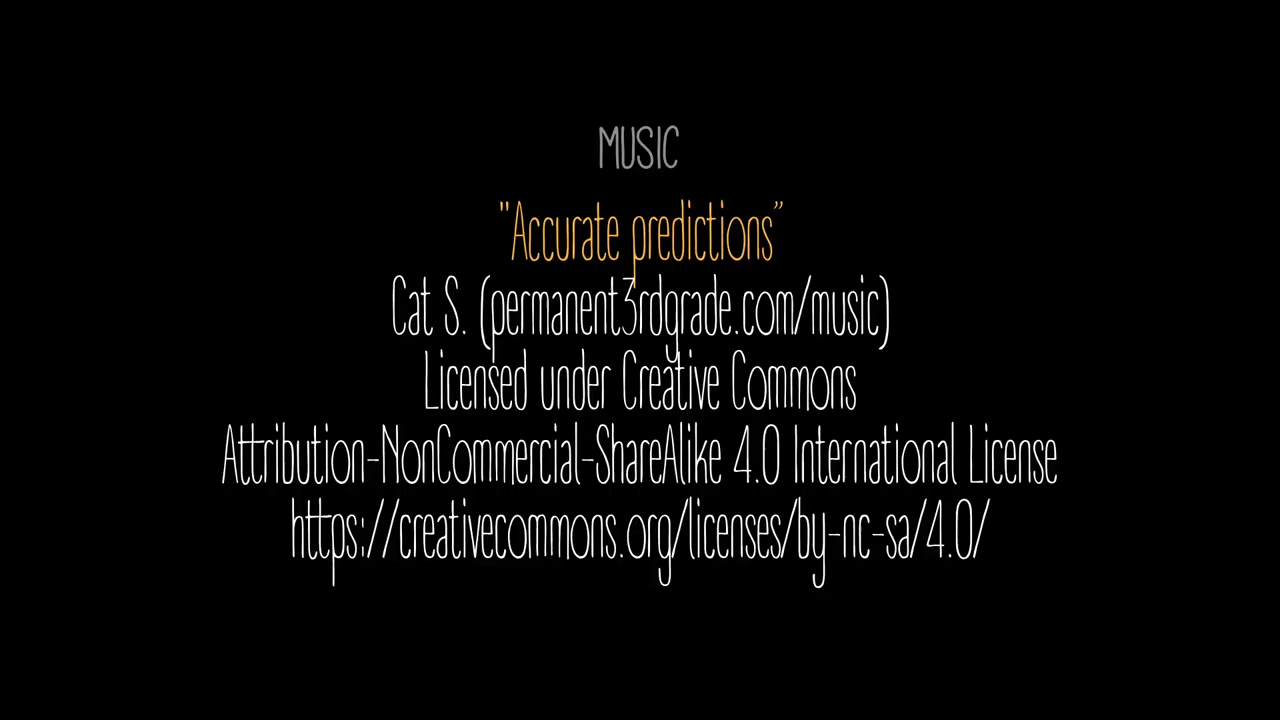 MUSIC
"Accurate predictions”
Cat S. (permanent3rdgrade.com/music)
Licensed under Creative Commons
Attribution-NonCommercial-ShareAlike 4.0 International License
https://creativecommons.org/licenses/by-nc-sa/4.0/